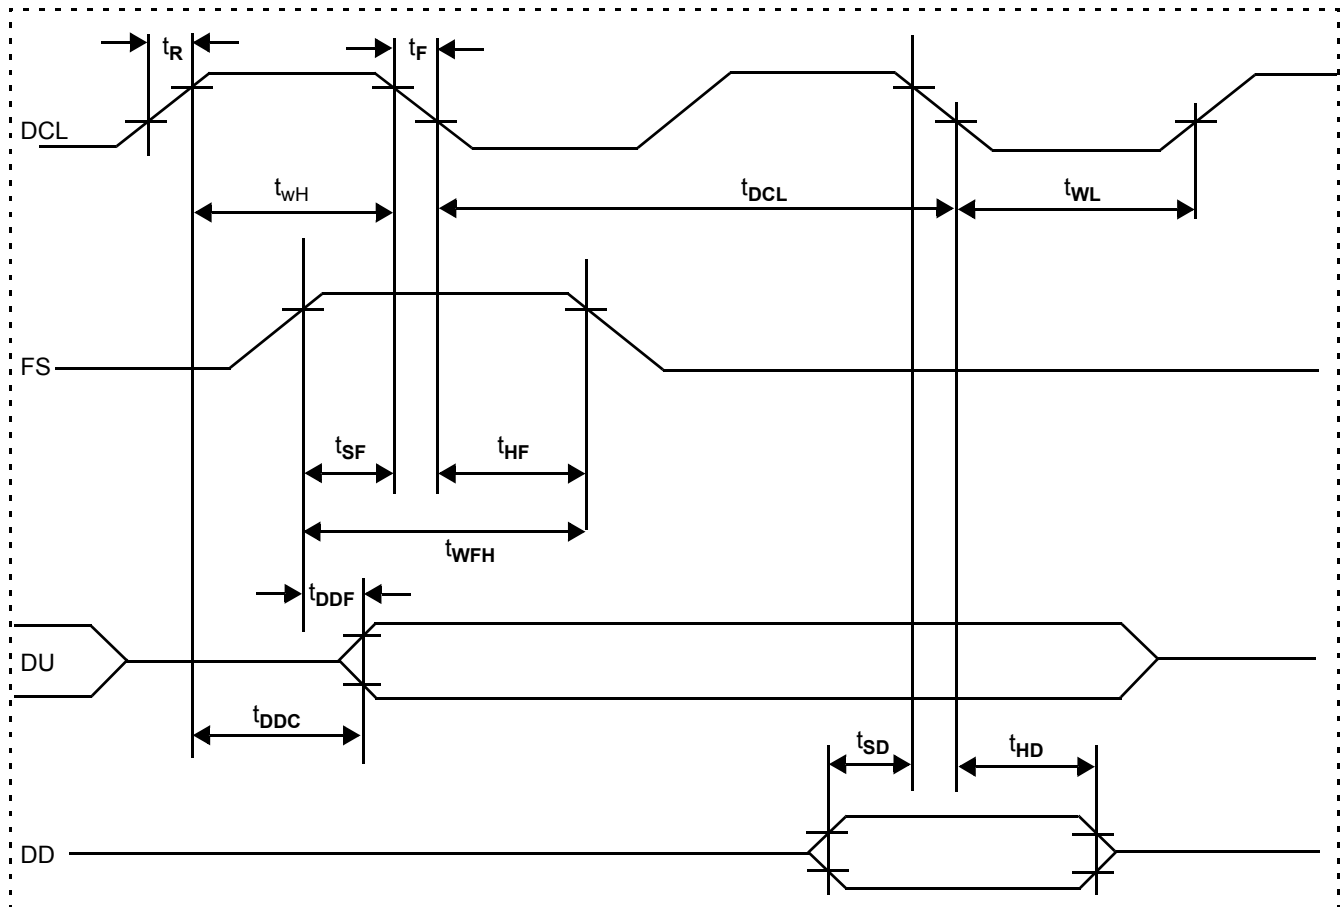 tR
tF
DCL
twH
tDCL
tWL
FS
tSF
tHF
tWFH
tDDF
DU
tDDC
tSD
tHD
DD